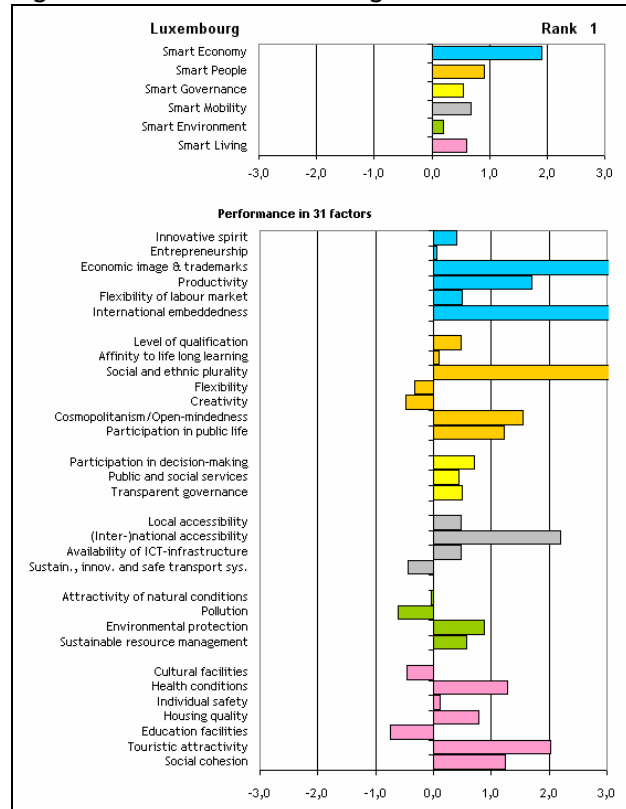 Luxembourg Rank 1
Smart Economy
Smart People
Smart Governance
Smart Mobility
Smart Environment
Smart Living
-3,0 -2,0 -1,0 0,0 1,0 2,0 3,0
Performance in 31 factors
Innovative spirit
Entrepreneurship
Economic image & trademarks
Productivity
Flexibility of labour market
International embeddedness
Level of qualification
Affinity to life long learning
Social and ethnic plurality
Flexibility
Creativity
Cosmopolitanism/Open-mindedness
Participation in public life
Participation in decision-making
Public and social services
Transparent governance
Local accessibility
(Inter-)national accessibility
Availability of ICT-infrastructure
Sustain., innov. and safe transport sys.
Attractivity of natural conditions
Pollution
Environmental protection
Sustainable resource management
Cultural facilities
Health conditions
Individual safety
Housing quality
Education facilities
Touristic attractivity
Social cohesion
-3,0 -2,0 -1,0 0,0 1,0 2,0 3,0